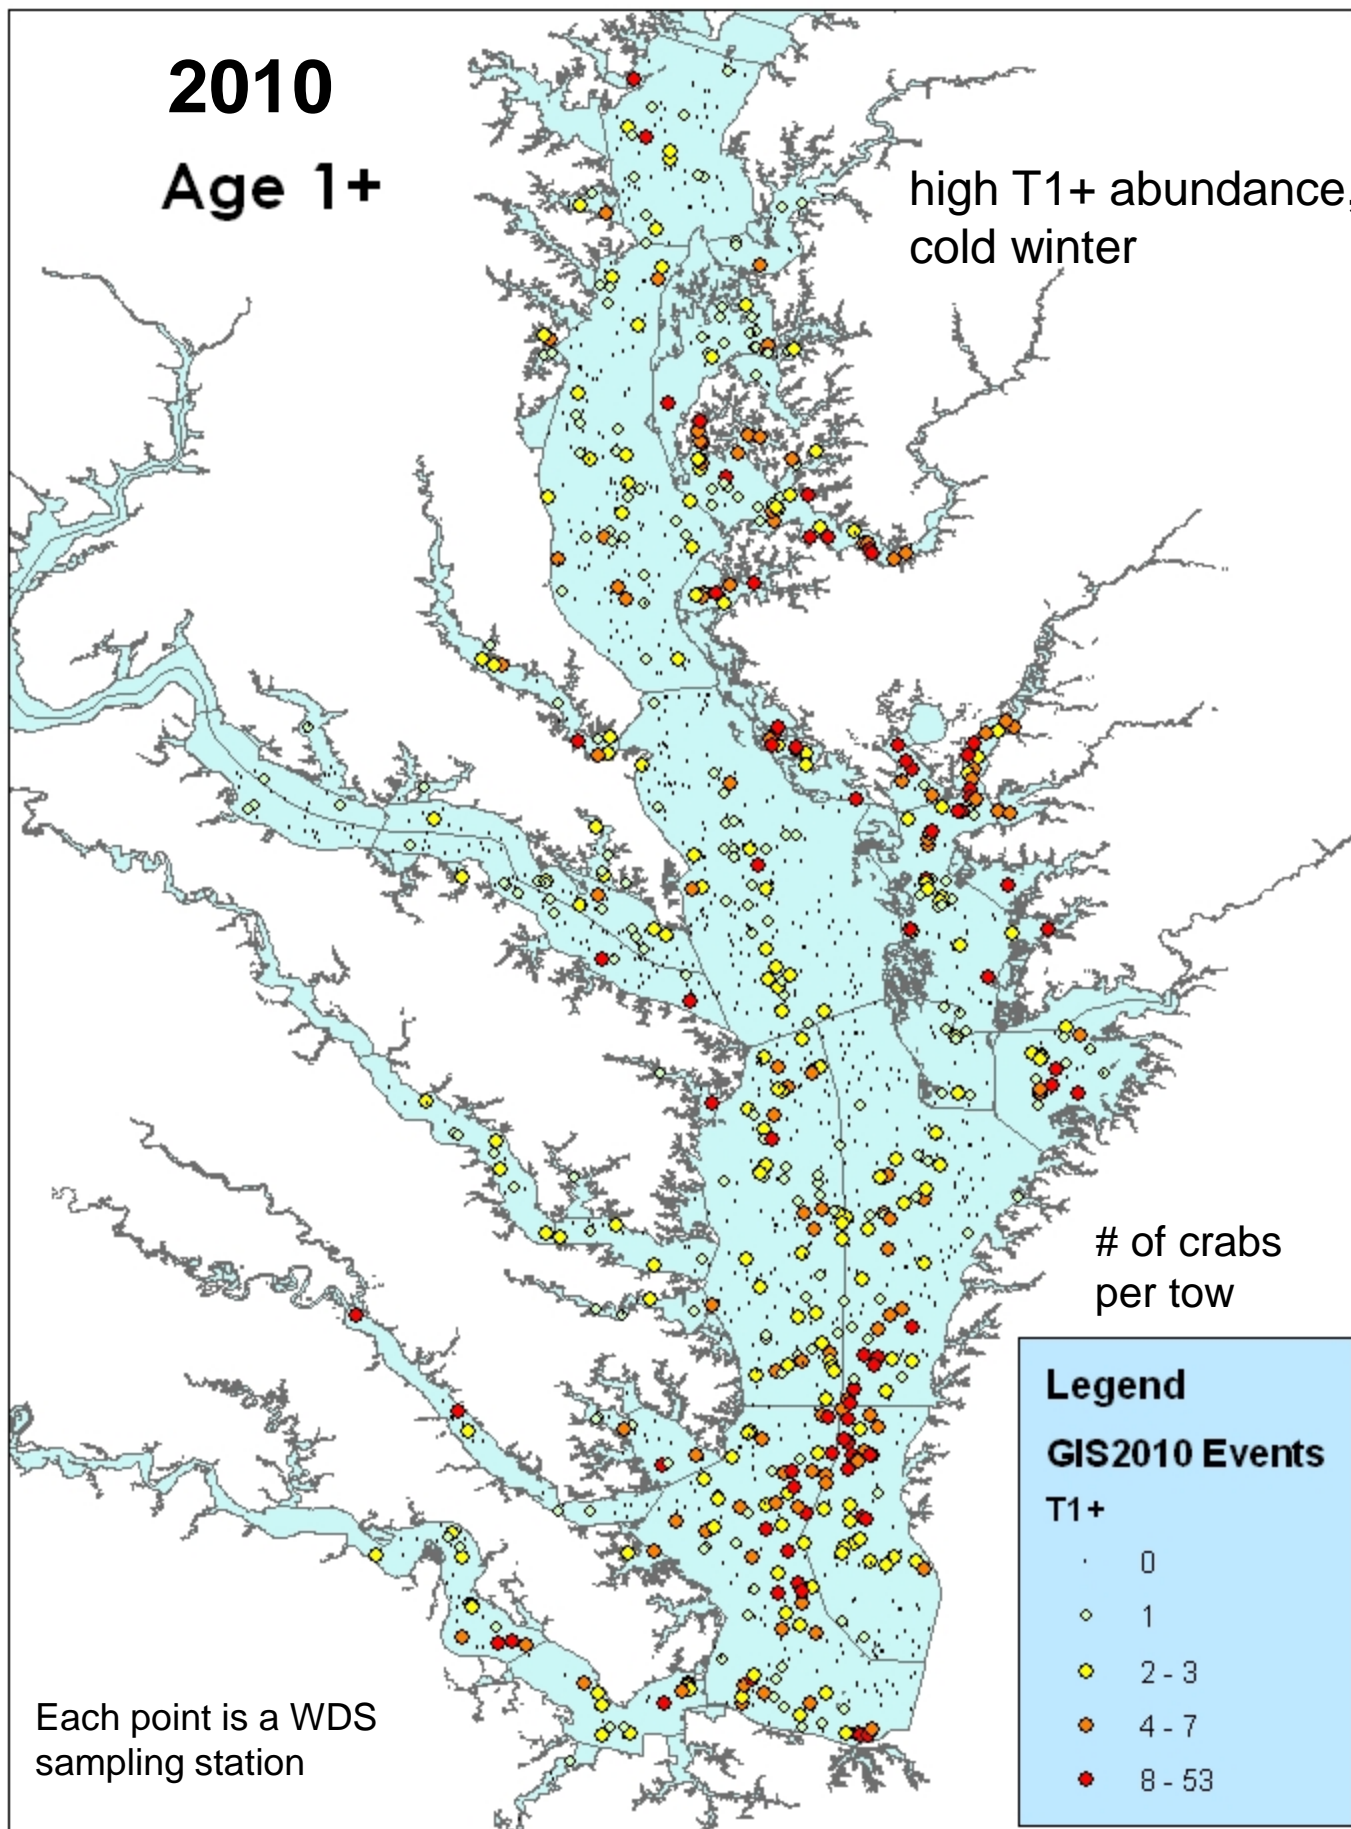 2010
Age 1+
high T1+ abundance,
cold winter
# of crabs
per tow
Legend
GIS2010 Events
T1+
0
1
2 - 3
4 - 7
8 - 53
Each point is a WDS
sampling station